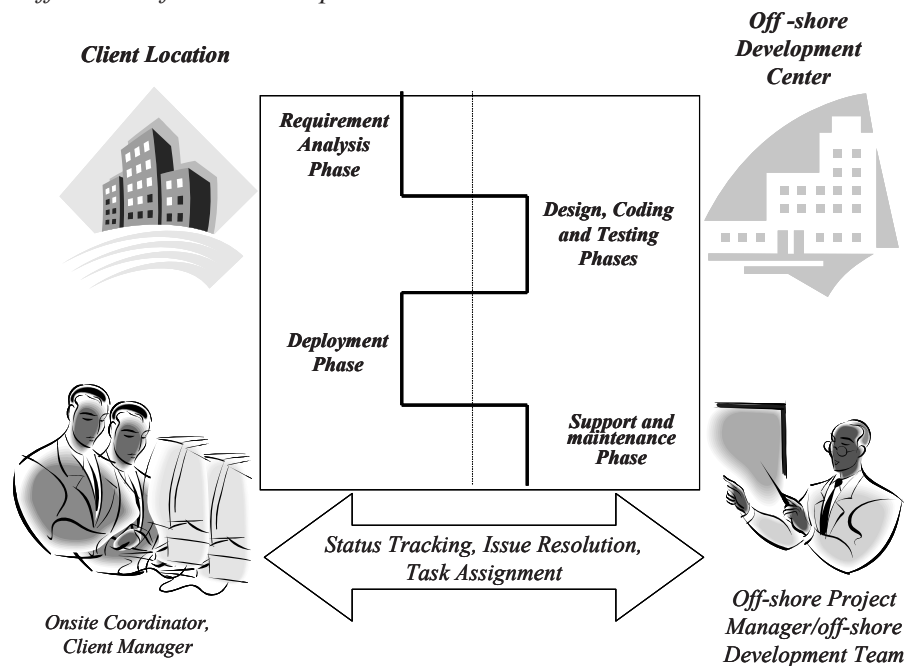 Client Location
Off -shore
Development
Center
Requirement
Analysis
Phase
Design, Coding
and Testing
Phases
Deployment
Phase
Support and
maintenance
Phase
Status Tracking, Issue Resolution,
Task Assignment
Onsite Coordinator,
Client Manager
Off-shore Project
Manager/off-shore
Development Team